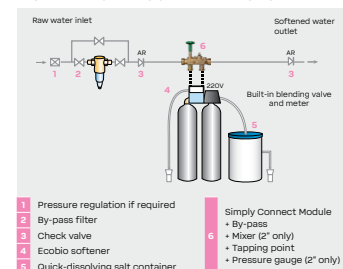 Raw water inlet
Softened water
outlet
AR
6
AR
1
2
3
3
4
220V
Built-in blending valve
and meter
5
1 Pressure regulation if required
2 By-pass filter
3 Check valve
4 Ecobio softener
5 Quick-dissolving salt container
6
Simply Connect Module
+ By-pass
+ Mixer (2" only)
+ Tapping point
+ Pressure gauge (2" only)